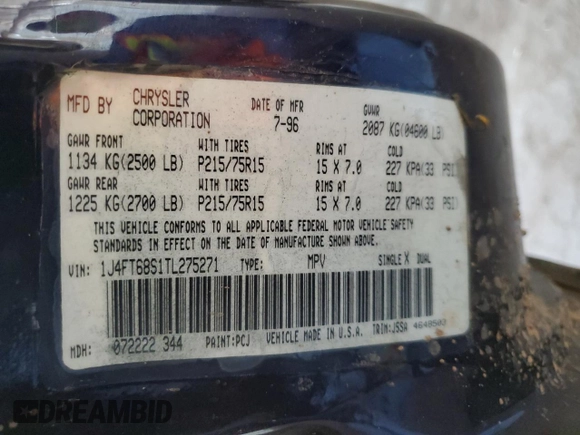 MFD BY CHRYSLER CORPORATION DATE OF MFR 7-96 GVWR 2087 KG(04600 LB)
GAWR FRONT WITH TIRES RIMS AT COLD
1134 KG(2500 LB) P215/75R15 15 X 7.0 227 KPA(33 PSI)
GAWR REAR WITH TIRES RIMS AT COLD
1225 KG(2700 LB) P215/75R15 15 X 7.0 227 KPA(33 PSI)
THIS VEHICLE CONFORMS TO ALL APPLICABLE FEDERAL MOTOR VEHICLE SAFETY
STANDARDS IN EFFECT ON THE DATE OF MANUFACTURE SHOWN ABOVE.
VIN: 1J4FT68S1TL275271 TYPE: MPV SINGLE X DUAL
MDH: 072222 344 PAINT:PCJ VEHICLE MADE IN U.S.A. TRIM:J5SA 4648503
DREAMBID